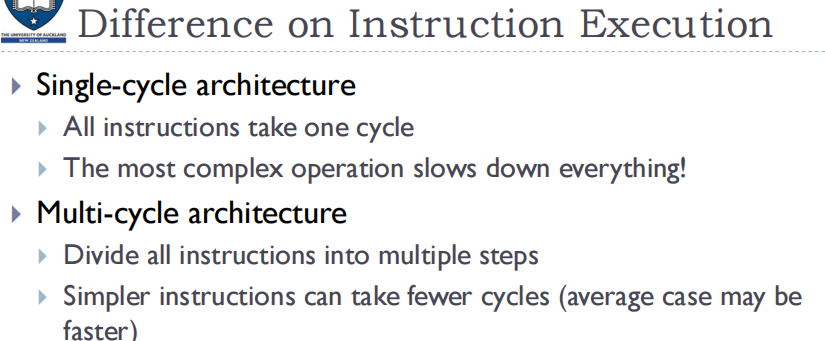 Difference on Instruction Execution
THE UNIVERSITY OF AUCKLAND
NEW ZEALAND
Single-cycle architecture
All instructions take one cycle
The most complex operation slows down everything!
Multi-cycle architecture
Divide all instructions into multiple steps
Simpler instructions can take fewer cycles (average case may be
faster)